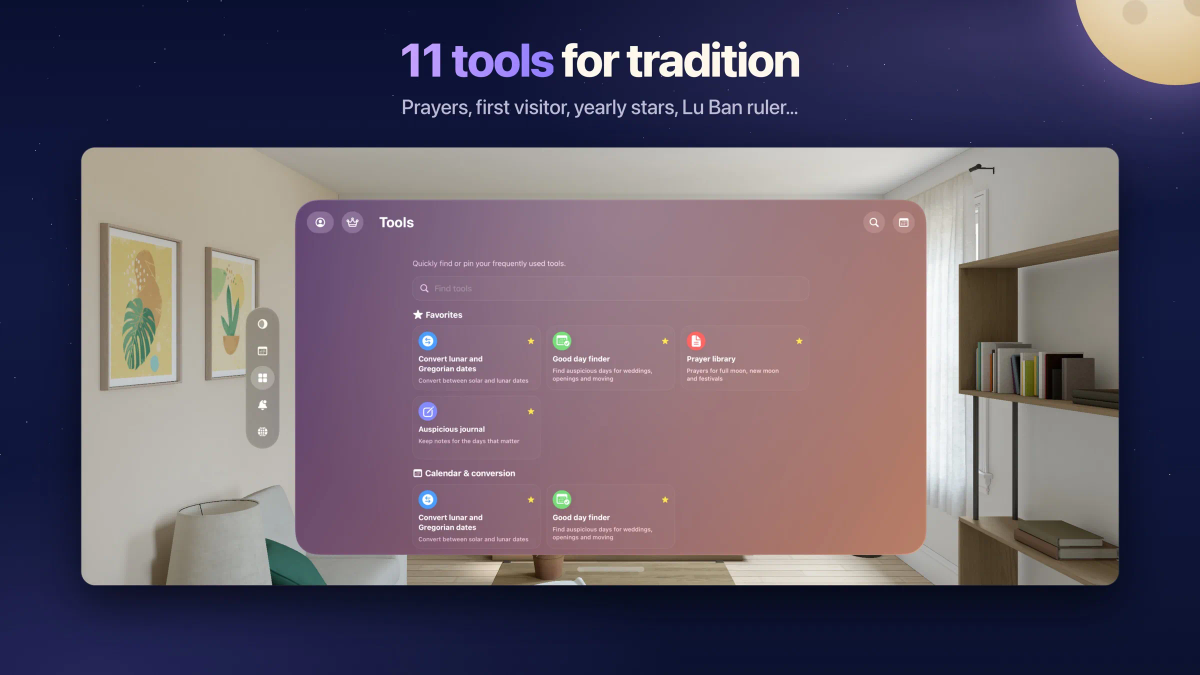 11 tools for tradition
Prayers, first visitor, yearly stars, Lu Ban ruler...
Tools
Quickly find or pin your frequently used tools.
Find tools
Favorites
Convert lunar and
Gregorian dates
Convert between solar and lunar dates
Good day finder
Find auspicious days for weddings,
openings and moving
Prayer library
Prayers for full moon, new moon
and festivals
Auspicious journal
Keep notes for the days that matter
Calendar & conversion
Convert lunar and
Gregorian dates
Convert between solar and lunar dates
Good day finder
Find auspicious days for weddings,
openings and moving